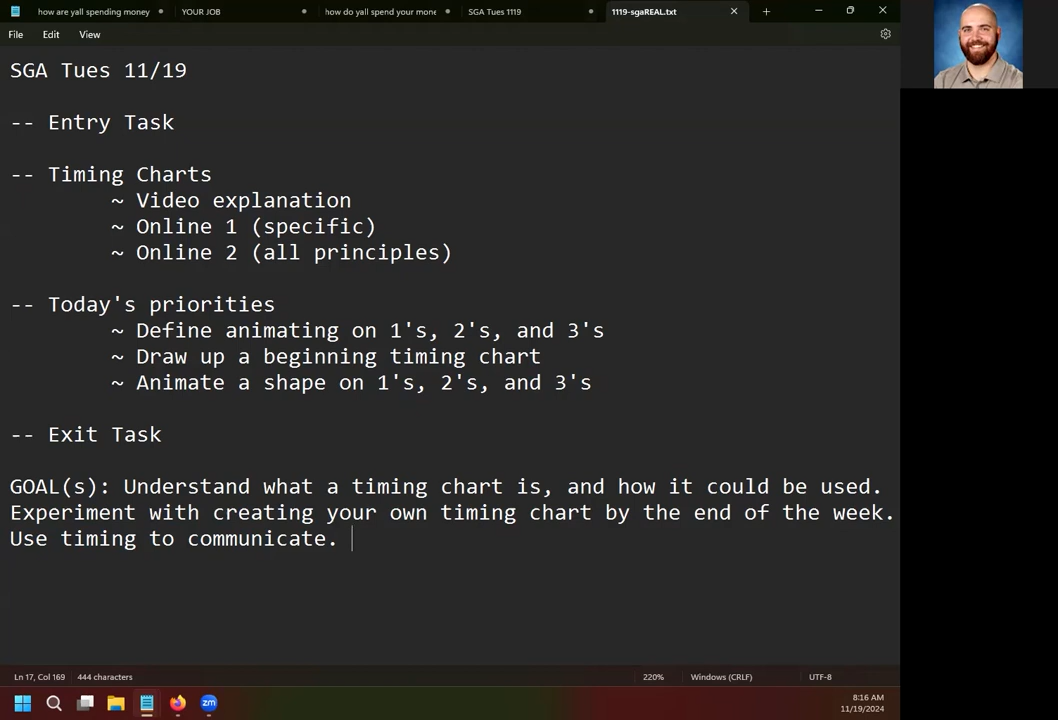 how are yall spending money
YOUR JOB
how do yall spend your mone
SGA Tues 1119
1119-sgaREAL.txt
File Edit View
SGA Tues 11/19
-- Entry Task
-- Timing Charts
~ Video explanation
~ Online 1 (specific)
~ Online 2 (all principles)
-- Today's priorities
~ Define animating on 1's, 2's, and 3's
~ Draw up a beginning timing chart
~ Animate a shape on 1's, 2's, and 3's
-- Exit Task
GOAL(s): Understand what a timing chart is, and how it could be used.
Experiment with creating your own timing chart by the end of the week.
Use timing to communicate.
Ln 17, Col 169 444 characters 220% Windows (CRLF) UTF-8
zm
8:16 AM
11/19/2024